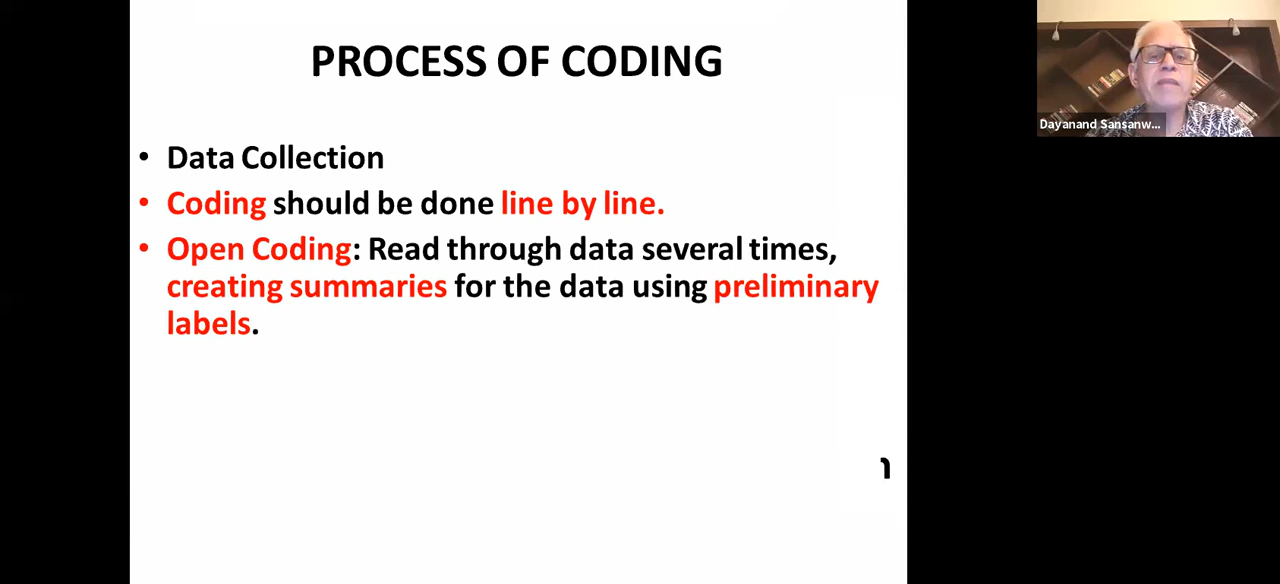 PROCESS OF CODING
• Data Collection
• Coding should be done line by line.
• Open Coding: Read through data several times,
creating summaries for the data using preliminary
labels.
Dayanand Sansanw...